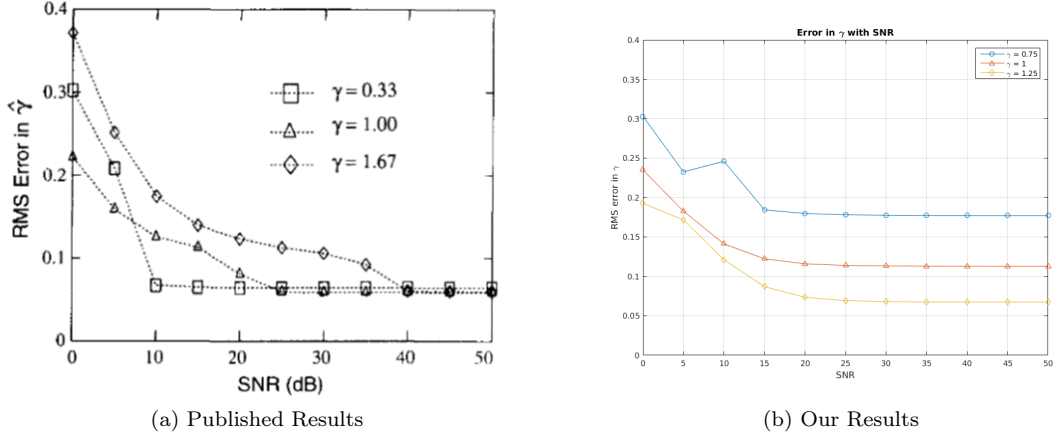 0.4
0.3
0.2
0.1
0
RMS Error in γ̂
γ = 0.33
γ = 1.00
γ = 1.67
0 10 20 30 40 50
SNR (dB)
(a) Published Results
Error in γ with SNR
0.4
0.35
0.3
0.25
0.2
0.15
0.1
0.05
0
RMS error in γ
γ = 0.75
γ = 1
γ = 1.25
0 5 10 15 20 25 30 35 40 45 50
SNR
(b) Our Results